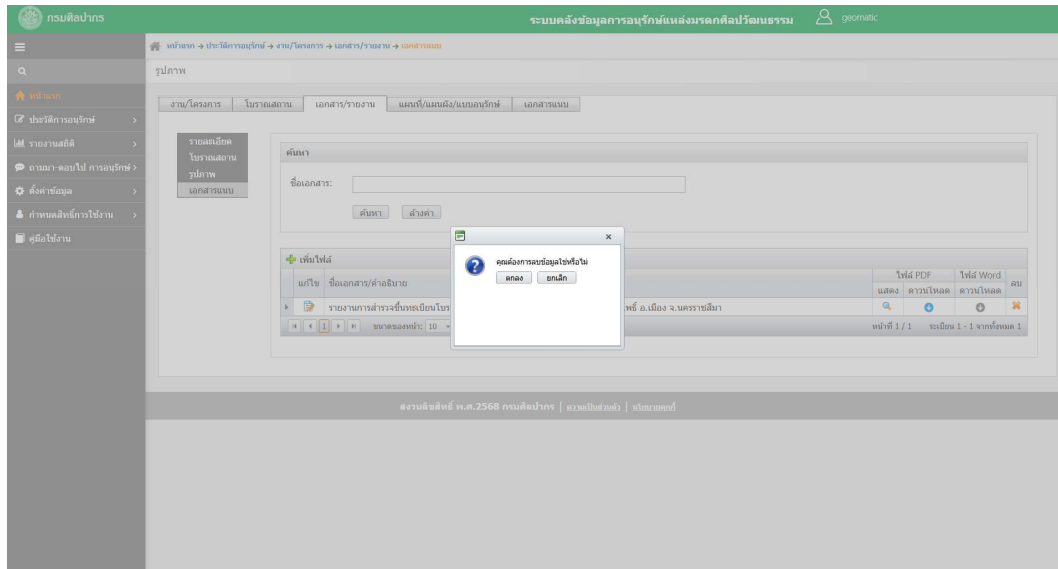 กรมศิลปากร
ระบบคลังข้อมูลการอนุรักษ์แหล่งมรดกศิลปวัฒนธรรม
geomatic
หน้าแรก → ประวัติการอนุรักษ์ → งาน/โครงการ → เอกสาร/รายงาน → เอกสารแนบ
รูปภาพ
หน้าแรก
ประวัติการอนุรักษ์
รายงานสถิติ
ถามมา-ตอบไป การอนุรักษ์
ตั้งค่าข้อมูล
กำหนดสิทธิ์การใช้งาน
คู่มือใช้งาน
งาน/โครงการ
โบราณสถาน
เอกสาร/รายงาน
แผนที่/แผนผัง/แบบอนุรักษ์
เอกสารแนบ
รายละเอียด
โบราณสถาน
รูปภาพ
เอกสารแนบ
ค้นหา
ชื่อเอกสาร:
ค้นหา ล้างค่า
คุณต้องการลบข้อมูลใช่หรือไม่
ตกลง ยกเลิก
เพิ่มไฟล์
แก้ไข ชื่อเอกสาร/คำอธิบาย ไฟล์ PDF ไฟล์ Word ลบ
แสดง ดาวน์โหลด ดาวน์โหลด
รายงานการสำรวจขึ้นทะเบียนโบร พธิ์ อ.เมือง จ.นครราชสีมา
1 ขนาดของหน้า: 10 หน้าที่ 1 / 1 ระเบียน 1 - 1 จากทั้งหมด 1
สงวนลิขสิทธิ์ พ.ศ.2568 กรมศิลปากร | ความเป็นส่วนตัว | นโยบายคุกกี้